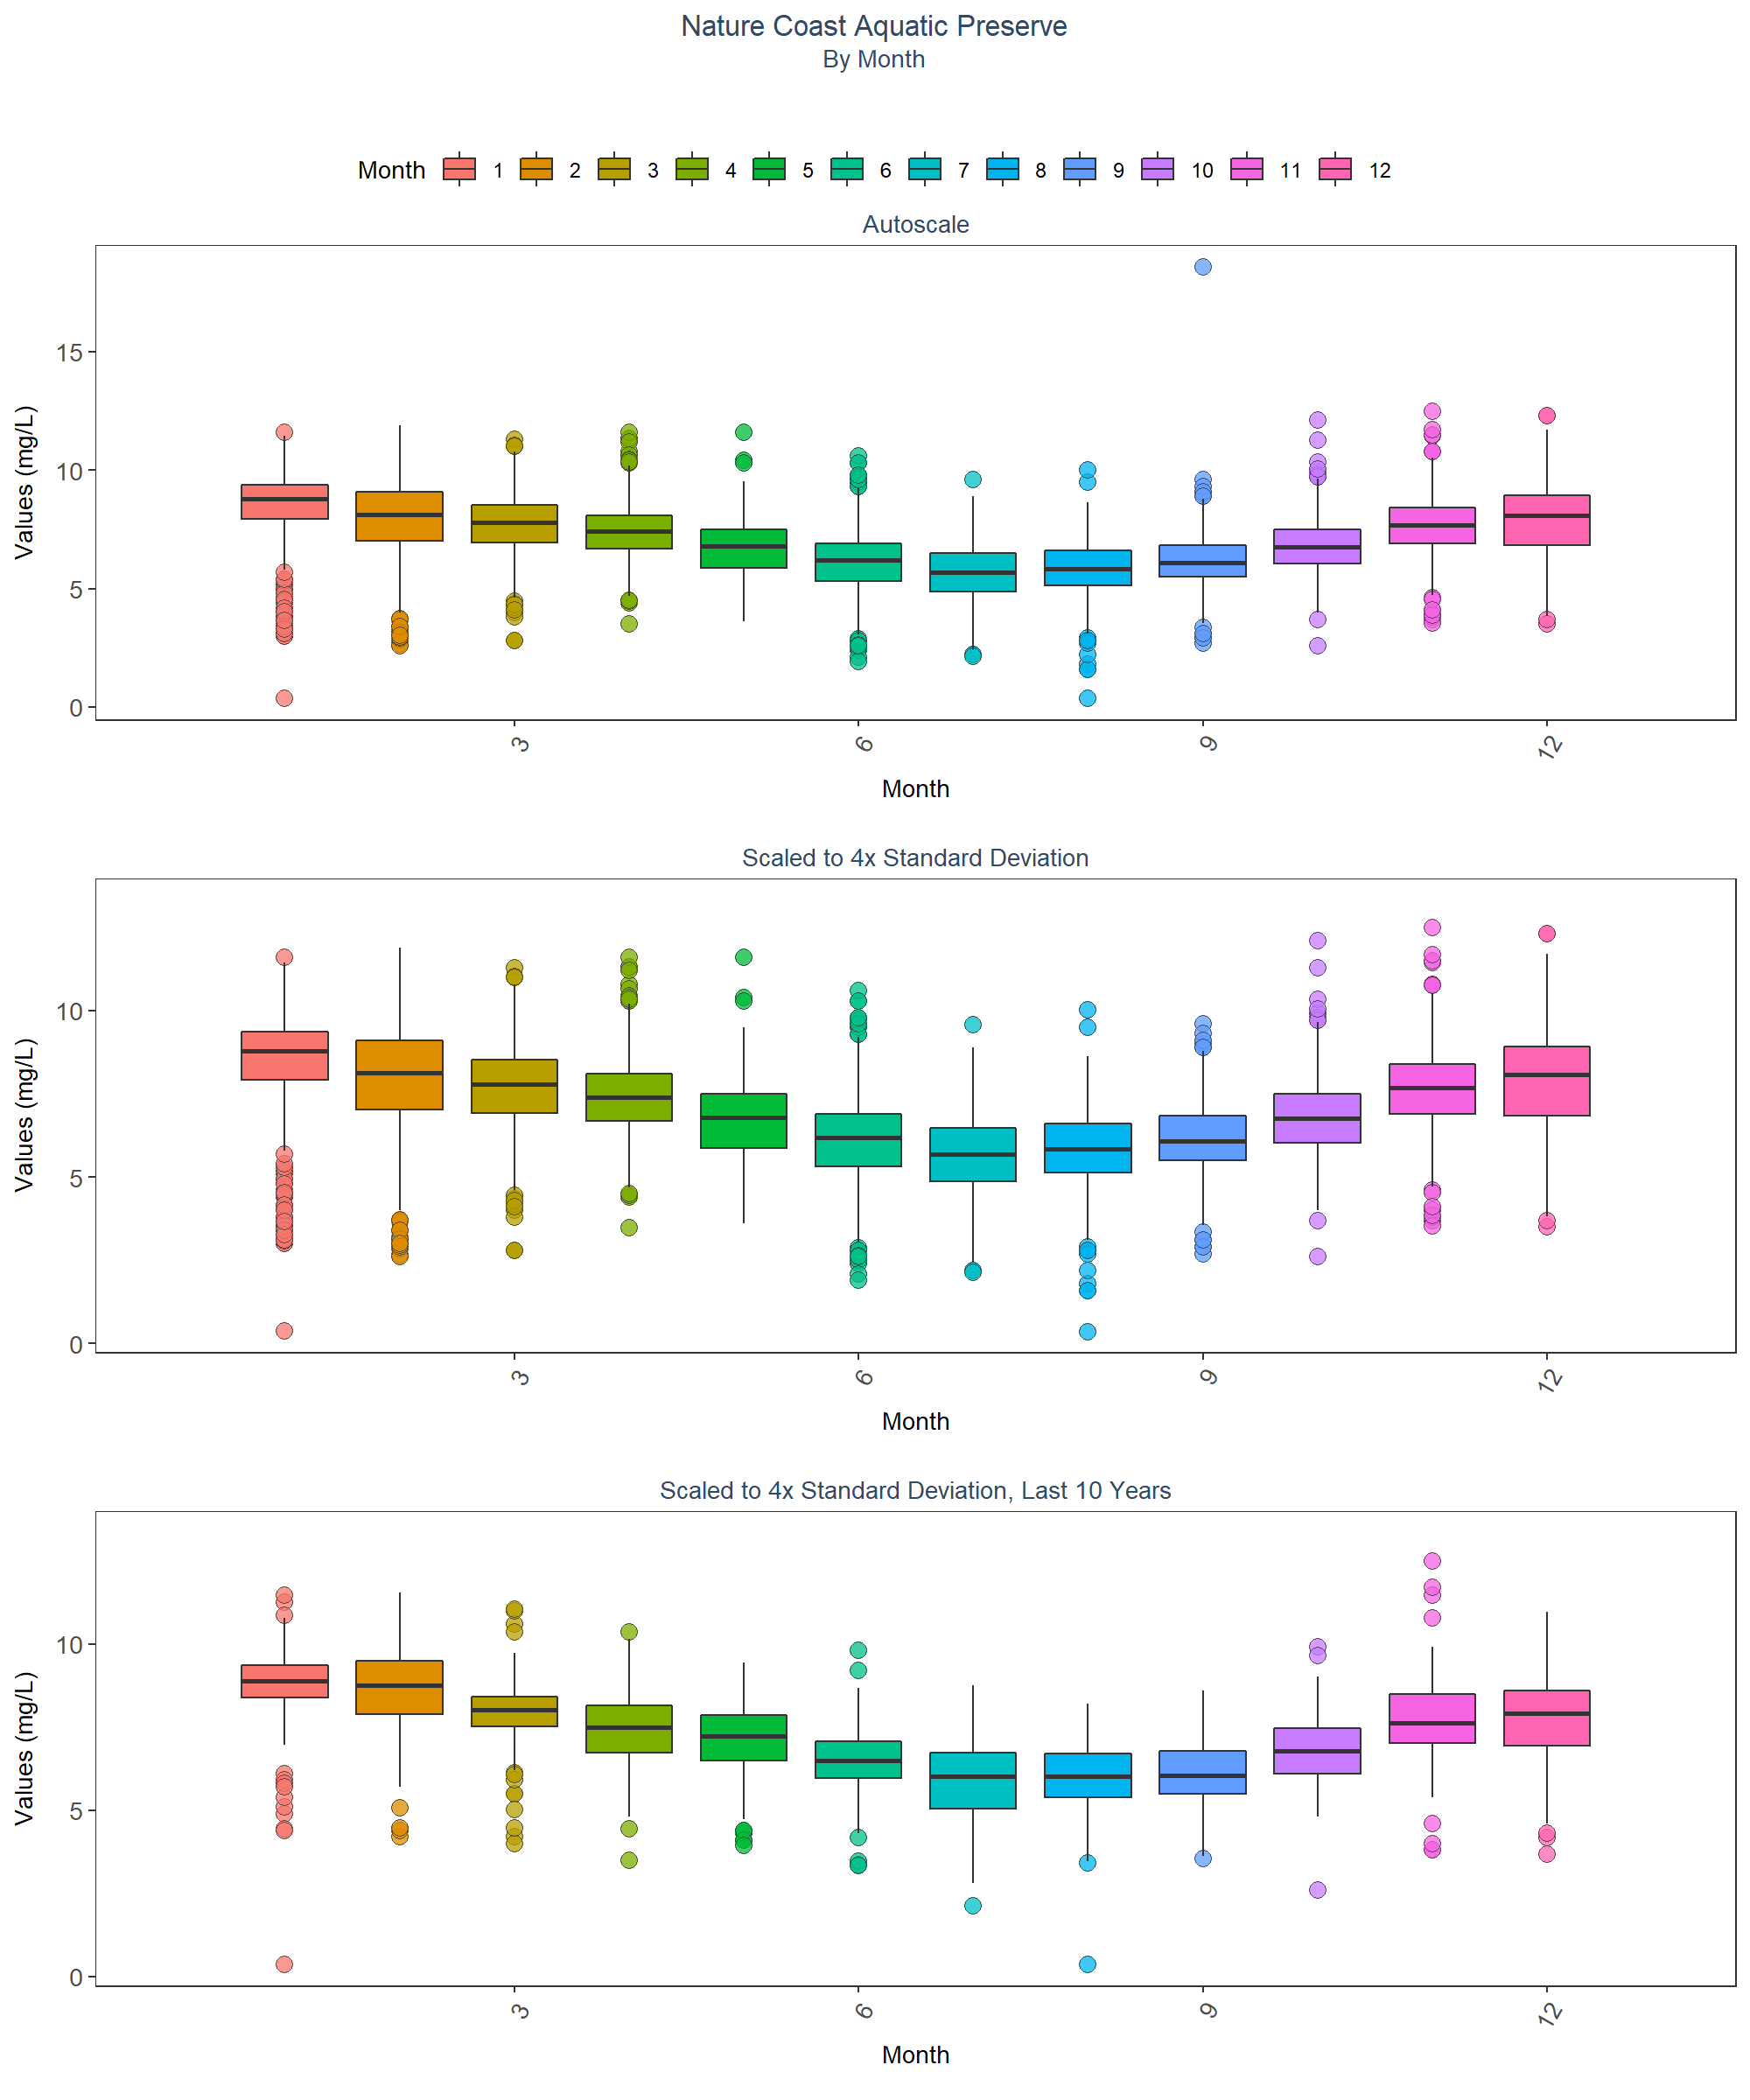 Nature Coast Aquatic Preserve
By Month
Month 1 2 3 4 5 6 7 8 9 10 11 12
Autoscale
Values (mg/L)
15
10
5
0
3 6 9 12
Month
Scaled to 4x Standard Deviation
Values (mg/L)
10
5
0
3 6 9 12
Month
Scaled to 4x Standard Deviation, Last 10 Years
Values (mg/L)
10
5
0
3 6 9 12
Month